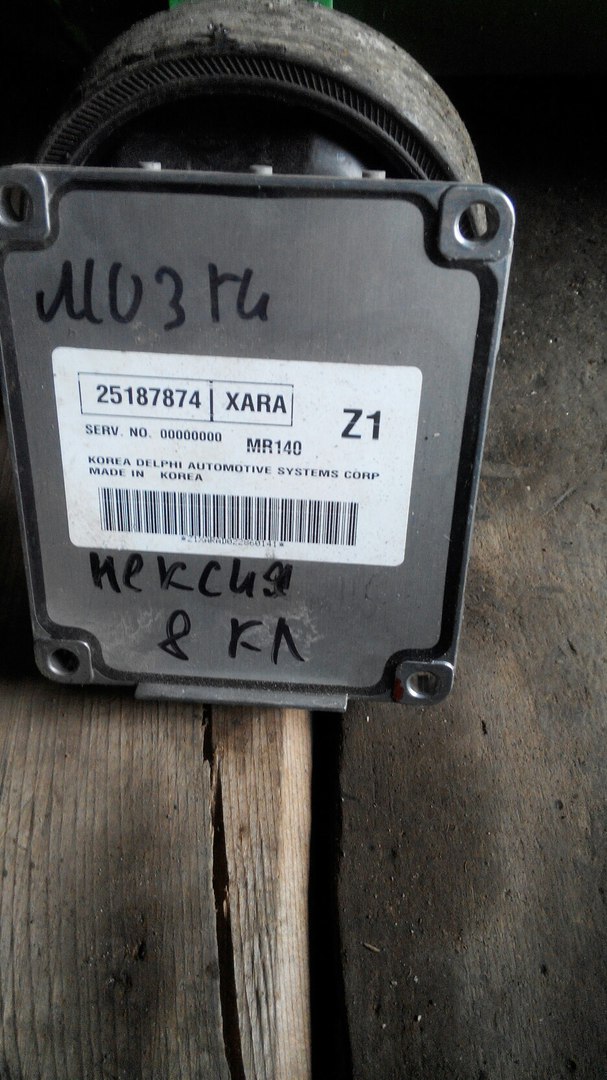 мозги
25187874 XARA
Z1
SERV. NO. 00000000
MR140
KOREA DELPHI AUTOMOTIVE SYSTEMS CORP
MADE IN KOREA
нексия
8 кл